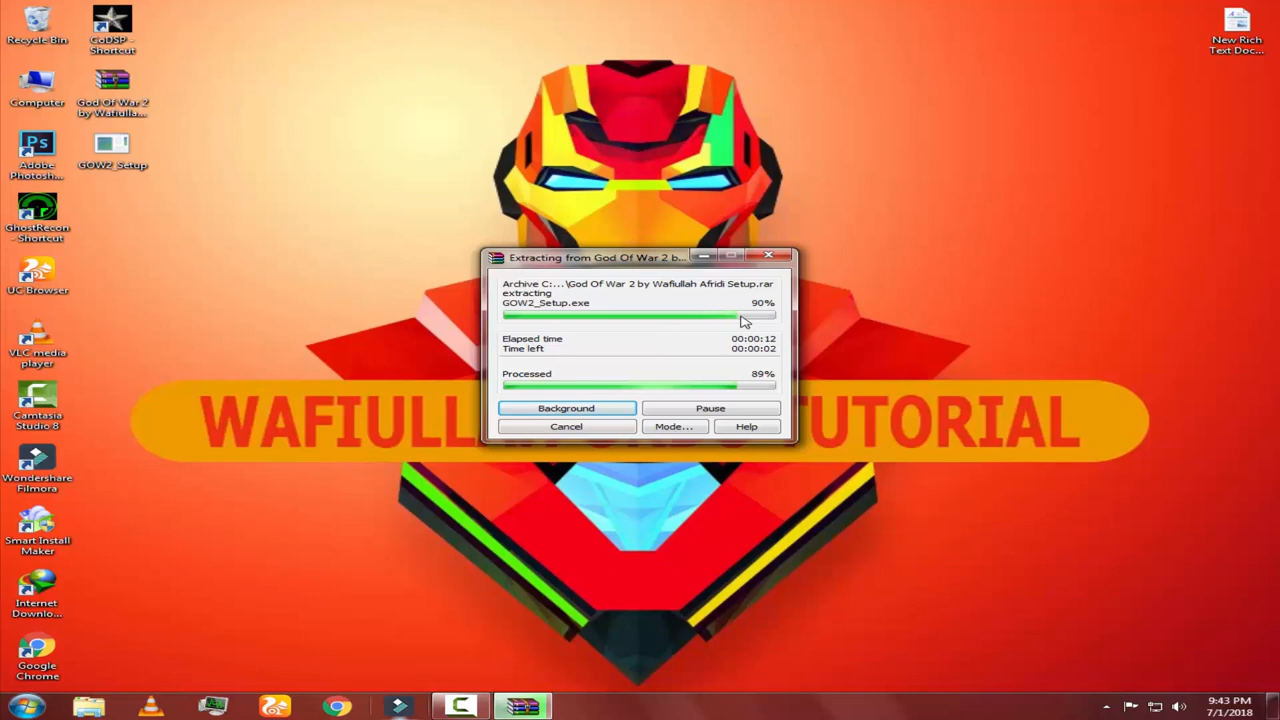 Recycle Bin
CoDSP -
Shortcut
New Rich
Text Doc...
Computer
God Of War 2
by Wafiulla...
Ps
Adobe
Photosh...
GOW2_Setup
GhostRecon
- Shortcut
UC Browser
VLC media
player
Camtasia
Studio 8
Wondershare
Filmora
Smart Install
Maker
Internet
Downlo...
Google
Chrome
Extracting from God Of War 2 b...
Archive C:...\God Of War 2 by Wafiullah Afridi Setup.rar
extracting
GOW2_Setup.exe 90%
Elapsed time 00:00:12
Time left 00:00:02
Processed 89%
Background Pause
Cancel Mode... Help
TUTORIAL
9:43 PM
7/1/2018